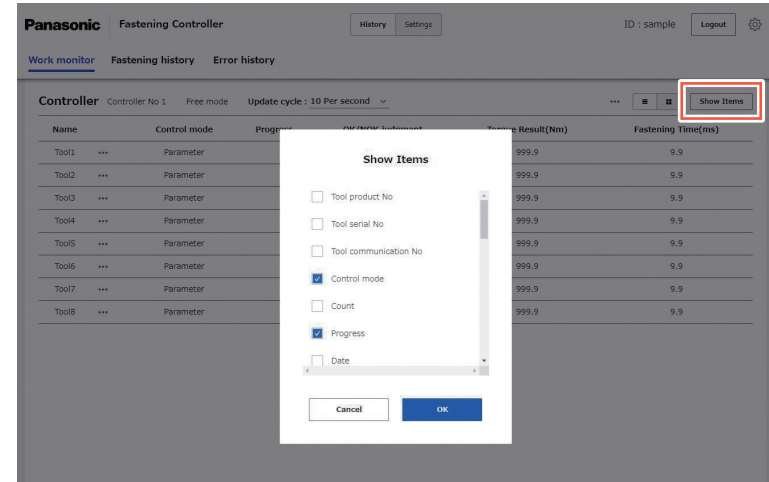 Panasonic Fastening Controller History Settings ID : sample Logout
Work monitor Fastening history Error history
Controller Controller No 1 Free mode Update cycle : 10 Per second ••• Show Items
Name Control mode Progress OK/NOK judgment Torque Result(Nm) Fastening Time(ms)
Show Items
Tool1 ••• Parameter 999.9 9.9
Tool2 ••• Parameter 999.9 9.9
Tool3 ••• Parameter 999.9 9.9
Tool4 ••• Parameter 999.9 9.9
Tool5 ••• Parameter 999.9 9.9
Tool6 ••• Parameter 999.9 9.9
Tool7 ••• Parameter 999.9 9.9
Tool8 ••• Parameter 999.9 9.9
Tool product No
Tool serial No
Tool communication No
Control mode
Count
Progress
Date
Cancel OK